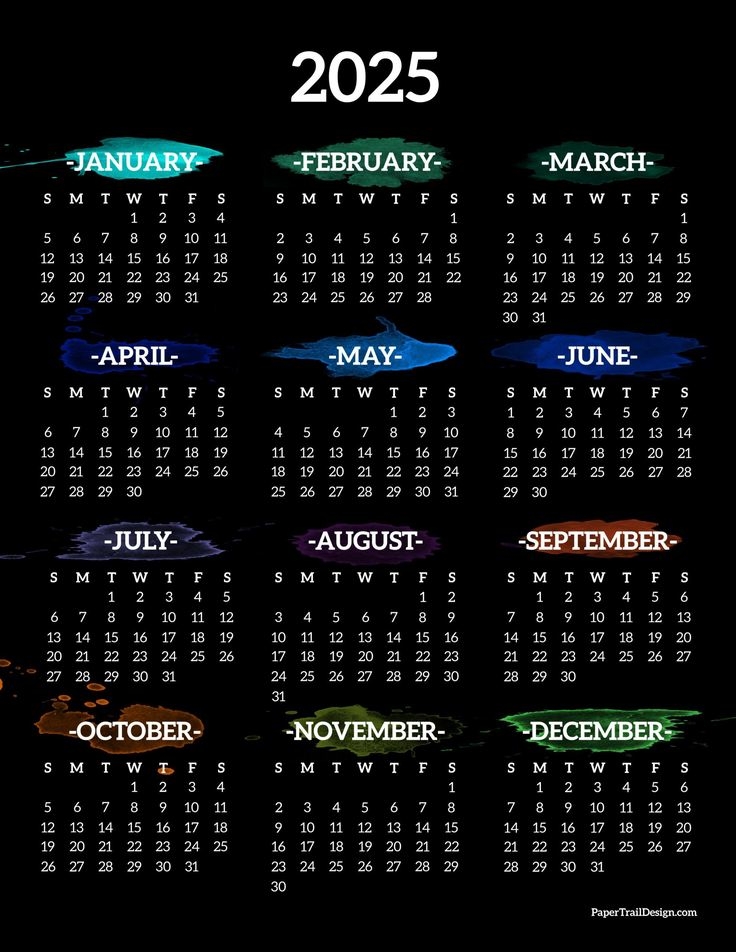 2025
-JANUARY-
S M T W T F S
1 2 3 4
5 6 7 8 9 10 11
12 13 14 15 16 17 18
19 20 21 22 23 24 25
26 27 28 29 30 31
-FEBRUARY-
S M T W T F S
1
2 3 4 5 6 7 8
9 10 11 12 13 14 15
16 17 18 19 20 21 22
23 24 25 26 27 28
-MARCH-
S M T W T F S
1
2 3 4 5 6 7 8
9 10 11 12 13 14 15
16 17 18 19 20 21 22
23 24 25 26 27 28 29
30 31
-APRIL-
S M T W T F S
1 2 3 4 5
6 7 8 9 10 11 12
13 14 15 16 17 18 19
20 21 22 23 24 25 26
27 28 29 30
-MAY-
S M T W T F S
1 2 3
4 5 6 7 8 9 10
11 12 13 14 15 16 17
18 19 20 21 22 23 24
25 26 27 28 29 30 31
-JUNE-
S M T W T F S
1 2 3 4 5 6 7
8 9 10 11 12 13 14
15 16 17 18 19 20 21
22 23 24 25 26 27 28
29 30
-JULY-
S M T W T F S
1 2 3 4 5
6 7 8 9 10 11 12
13 14 15 16 17 18 19
20 21 22 23 24 25 26
27 28 29 30 31
-AUGUST-
S M T W T F S
1 2
3 4 5 6 7 8 9
10 11 12 13 14 15 16
17 18 19 20 21 22 23
24 25 26 27 28 29 30
31
-SEPTEMBER-
S M T W T F S
1 2 3 4 5 6
7 8 9 10 11 12 13
14 15 16 17 18 19 20
21 22 23 24 25 26 27
28 29 30
-OCTOBER-
S M T W T F S
1 2 3 4
5 6 7 8 9 10 11
12 13 14 15 16 17 18
19 20 21 22 23 24 25
26 27 28 29 30 31
-NOVEMBER-
S M T W T F S
1
2 3 4 5 6 7 8
9 10 11 12 13 14 15
16 17 18 19 20 21 22
23 24 25 26 27 28 29
30
-DECEMBER-
S M T W T F S
1 2 3 4 5 6
7 8 9 10 11 12 13
14 15 16 17 18 19 20
21 22 23 24 25 26 27
28 29 30 31
PaperTrailDesign.com